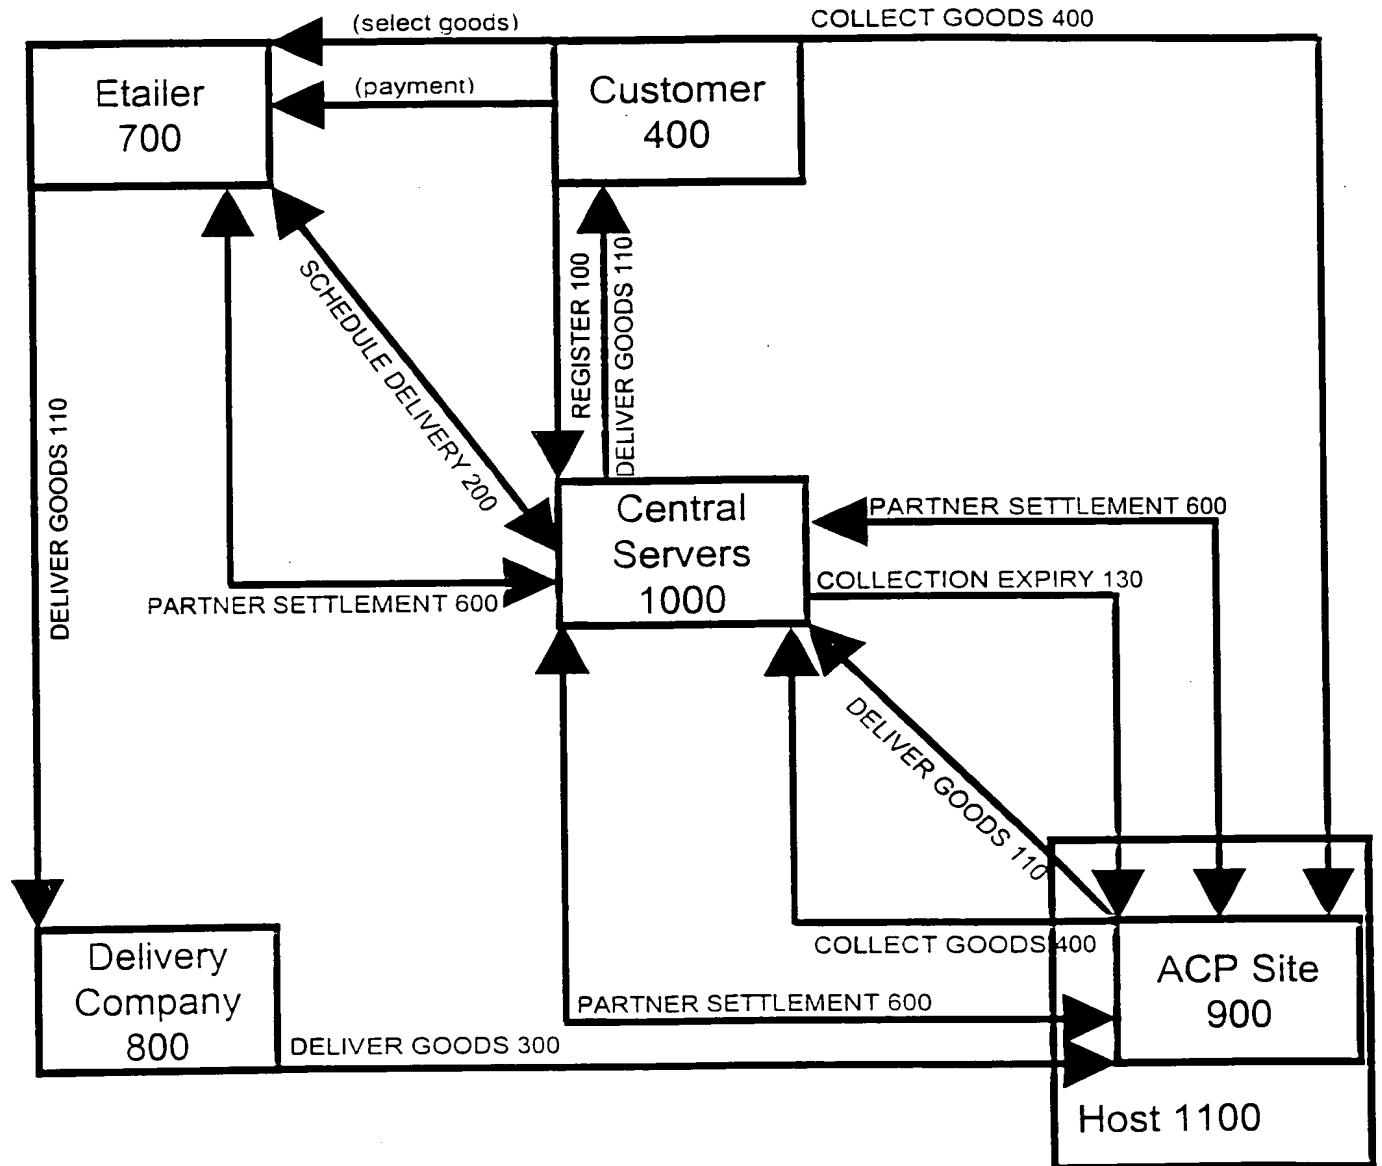 (select goods)
COLLECT GOODS 400
Etailer
700
(payment)
Customer
400
SCHEDULE DELIVERY 200
REGISTER 100
DELIVER GOODS 110
DELIVER GOODS 110
Central
Servers
1000
PARTNER SETTLEMENT 600
COLLECTION EXPIRY 130
PARTNER SETTLEMENT 600
DELIVER GOODS 110
COLLECT GOODS 400
Delivery
Company
800
ACP Site
900
PARTNER SETTLEMENT 600
DELIVER GOODS 300
Host 1100